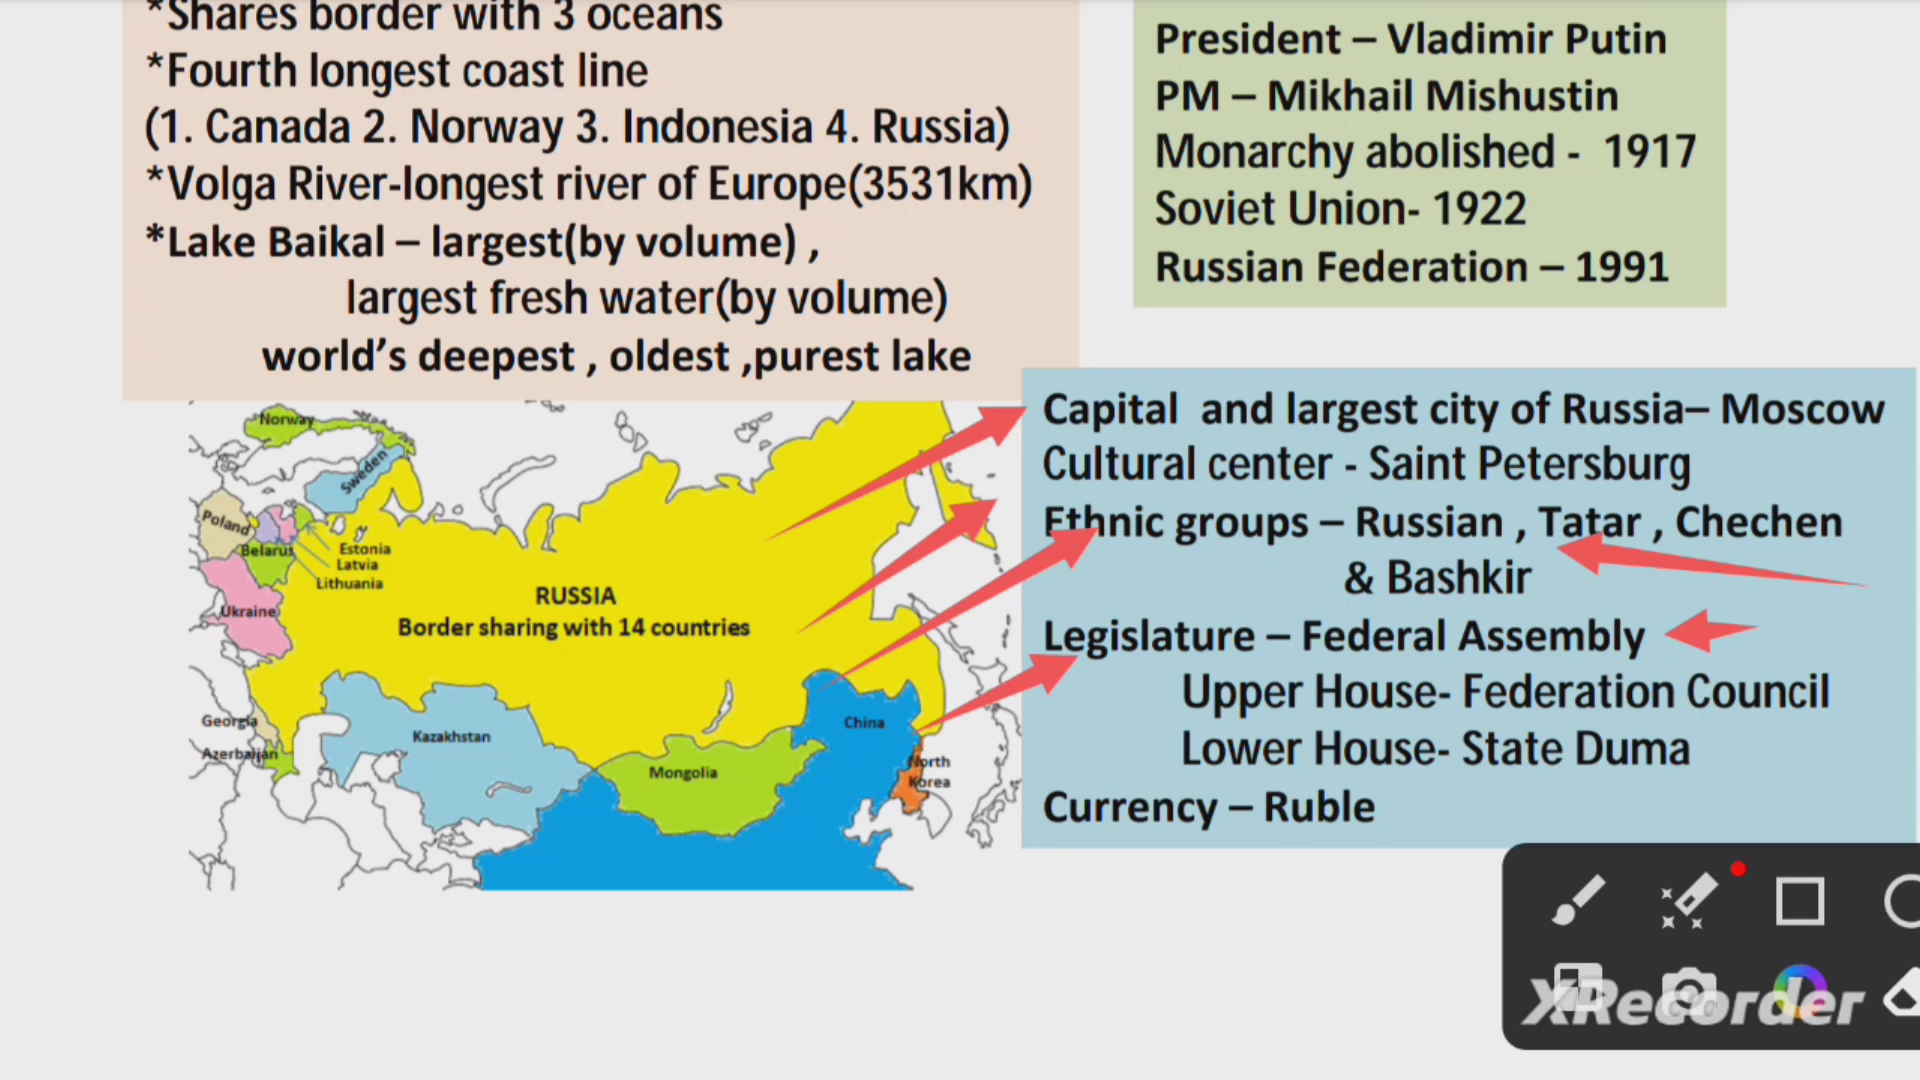 *Shares border with 3 oceans
*Fourth longest coast line
(1. Canada 2. Norway 3. Indonesia 4. Russia)
*Volga River-longest river of Europe(3531km)
*Lake Baikal – largest(by volume) ,
largest fresh water(by volume)
world's deepest , oldest ,purest lake
President – Vladimir Putin
PM – Mikhail Mishustin
Monarchy abolished - 1917
Soviet Union- 1922
Russian Federation – 1991
Capital and largest city of Russia– Moscow
Cultural center - Saint Petersburg
Ethnic groups – Russian , Tatar , Chechen
& Bashkir
Legislature – Federal Assembly
Upper House- Federation Council
Lower House- State Duma
Currency – Ruble
Norway
Sweden
Poland
Belarus
Estonia
Latvia
Lithuania
Ukraine
RUSSIA
Border sharing with 14 countries
Georgia
Azerbaijan
Kazakhstan
Mongolia
China
North
Korea
XRecorder